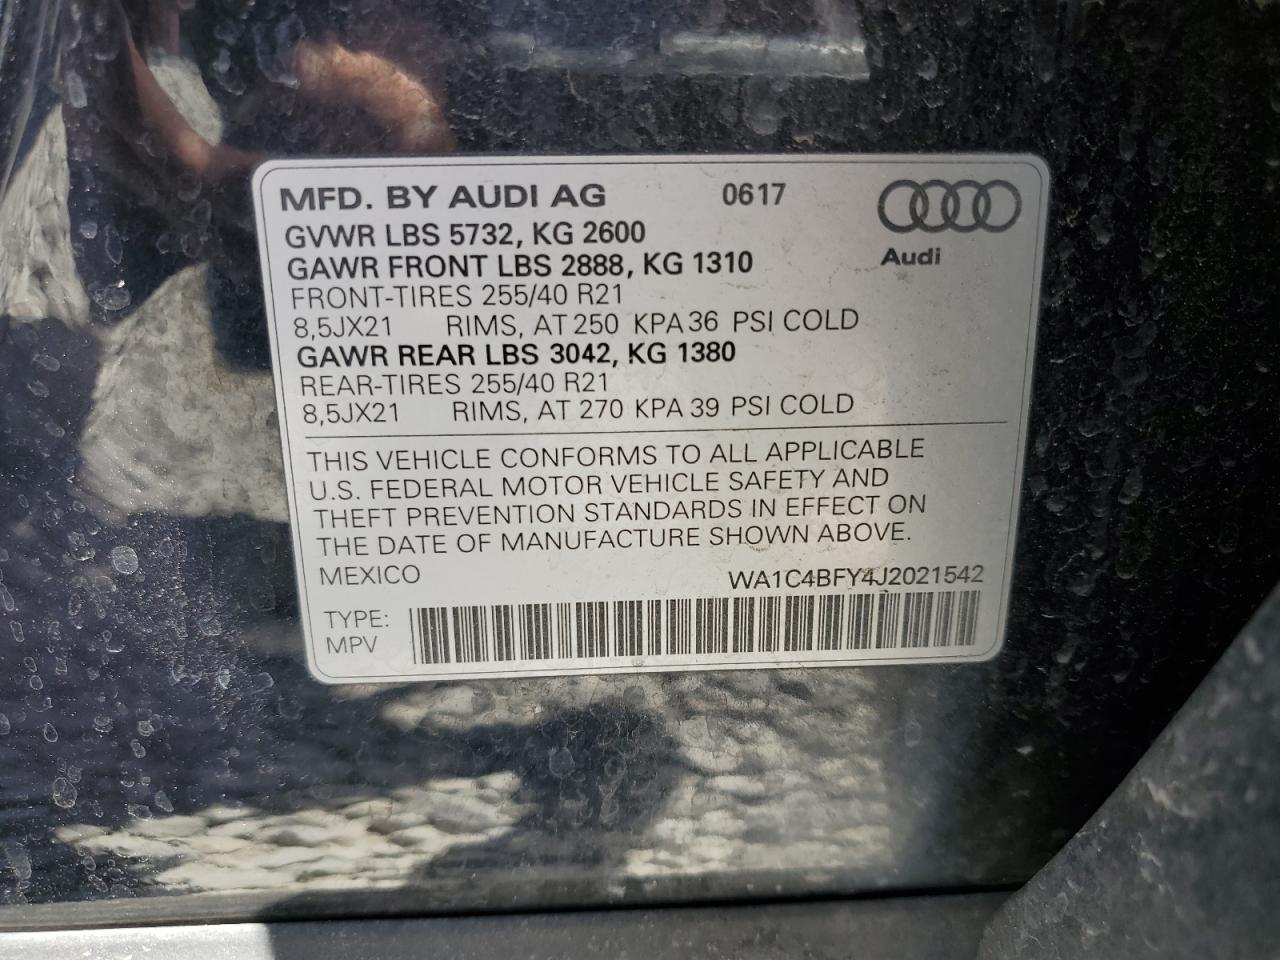 MFD. BY AUDI AG 0617
GVWR LBS 5732, KG 2600
GAWR FRONT LBS 2888, KG 1310
Audi
FRONT-TIRES 255/40 R21
8,5JX21 RIMS, AT 250 KPA 36 PSI COLD
GAWR REAR LBS 3042, KG 1380
REAR-TIRES 255/40 R21
8,5JX21 RIMS, AT 270 KPA 39 PSI COLD
THIS VEHICLE CONFORMS TO ALL APPLICABLE
U.S. FEDERAL MOTOR VEHICLE SAFETY AND
THEFT PREVENTION STANDARDS IN EFFECT ON
THE DATE OF MANUFACTURE SHOWN ABOVE.
MEXICO WA1C4BFY4J2021542
TYPE:
MPV